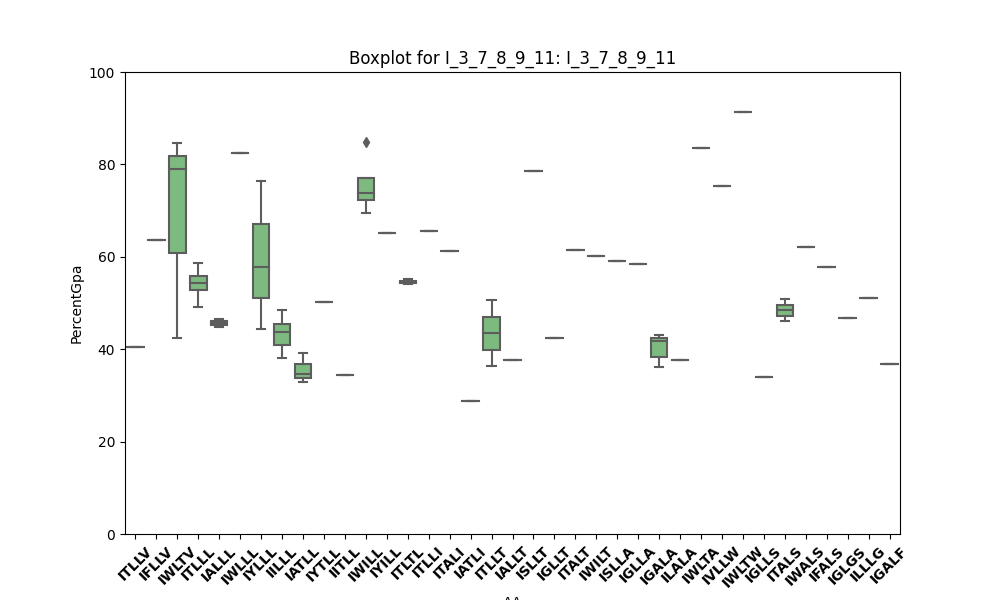 Boxplot for I_3_7_8_9_11: I_3_7_8_9_11
PercentGpa
100
80
60
40
20
0
ITLLV
IFLLV
IWLTV
ITLLL
IALLL
IWLLL
IYLLL
IILLL
IATLL
IYTLL
IITLL
IWILL
IYILL
ITLTL
ITLLI
ITALI
IATLI
ITLLT
IALLT
ISLLT
IGLLT
ITALT
IWILT
ISLLA
IGLLA
IGALA
ILALA
IWLTA
IVLLW
IWLTW
IGLLS
ITALS
IWALS
IFALS
IGLGS
ILLLG
IGALF
AA